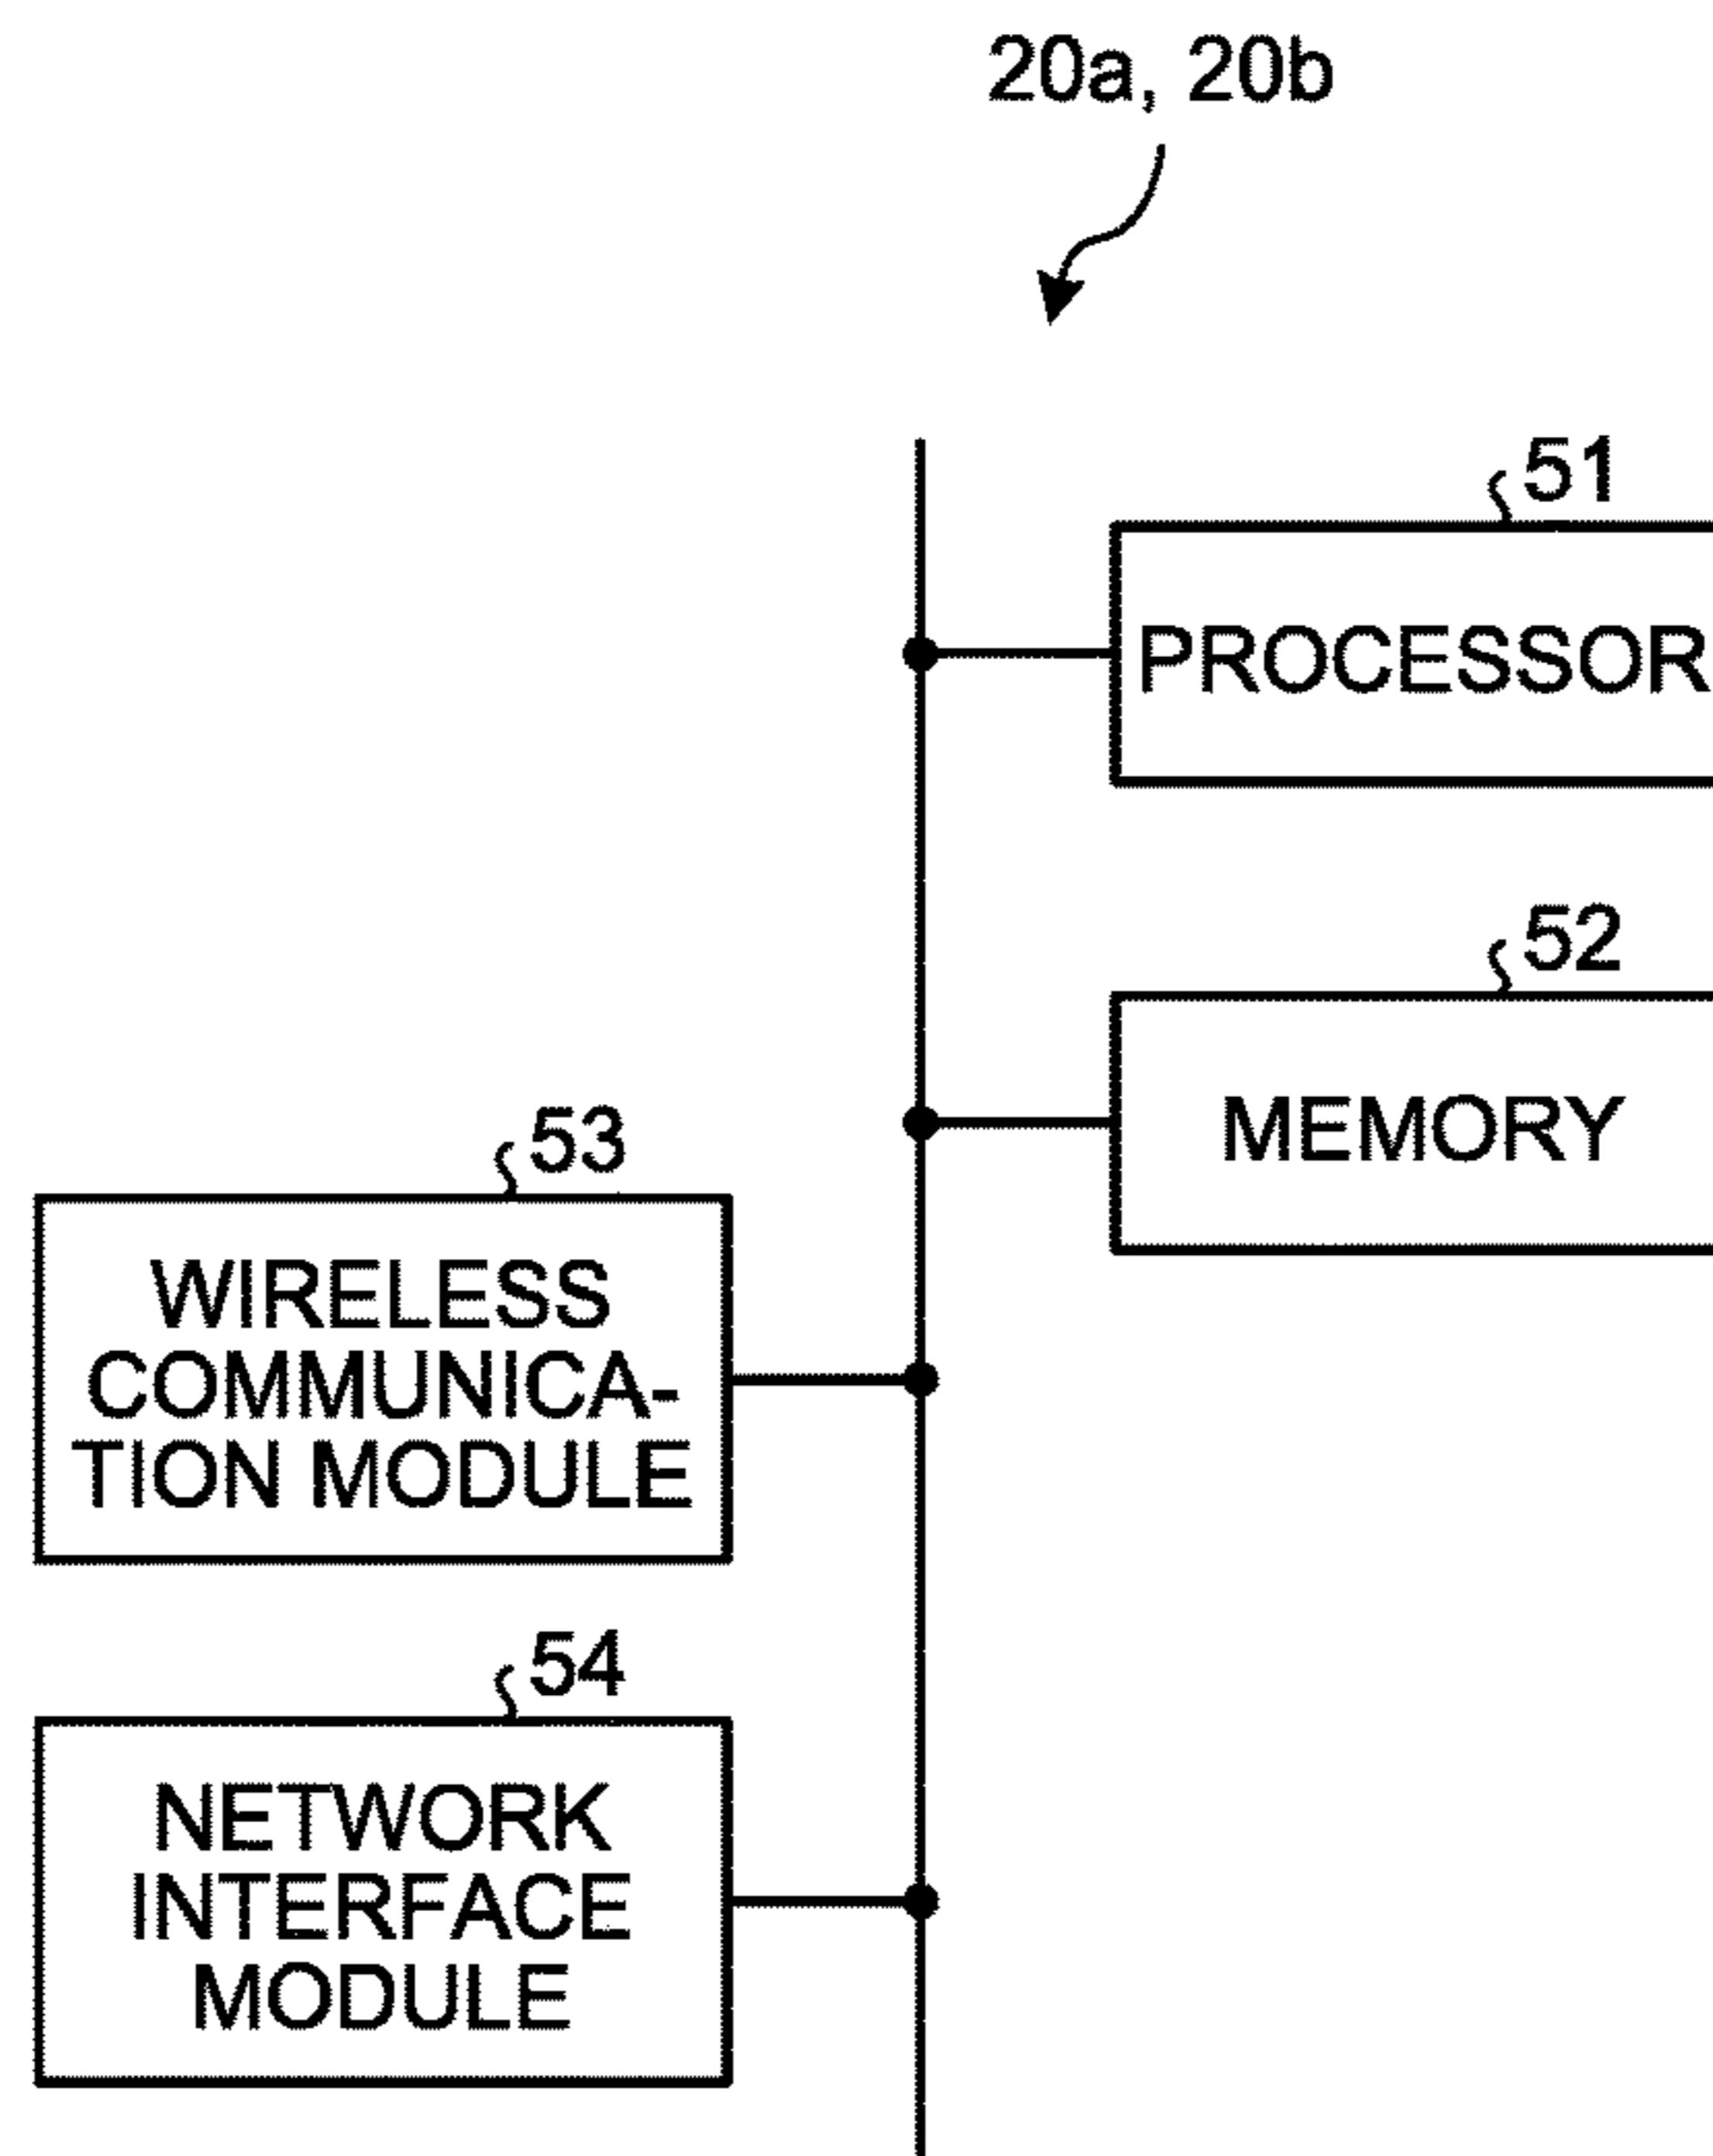 20a, 20b
51
PROCESSOR
52
MEMORY
53
WIRELESS
COMMUNICA-
TION MODULE
54
NETWORK
INTERFACE
MODULE